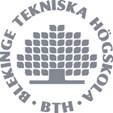 BLEKINGE TEKNISKA HÖGSKOLA
· BTH ·